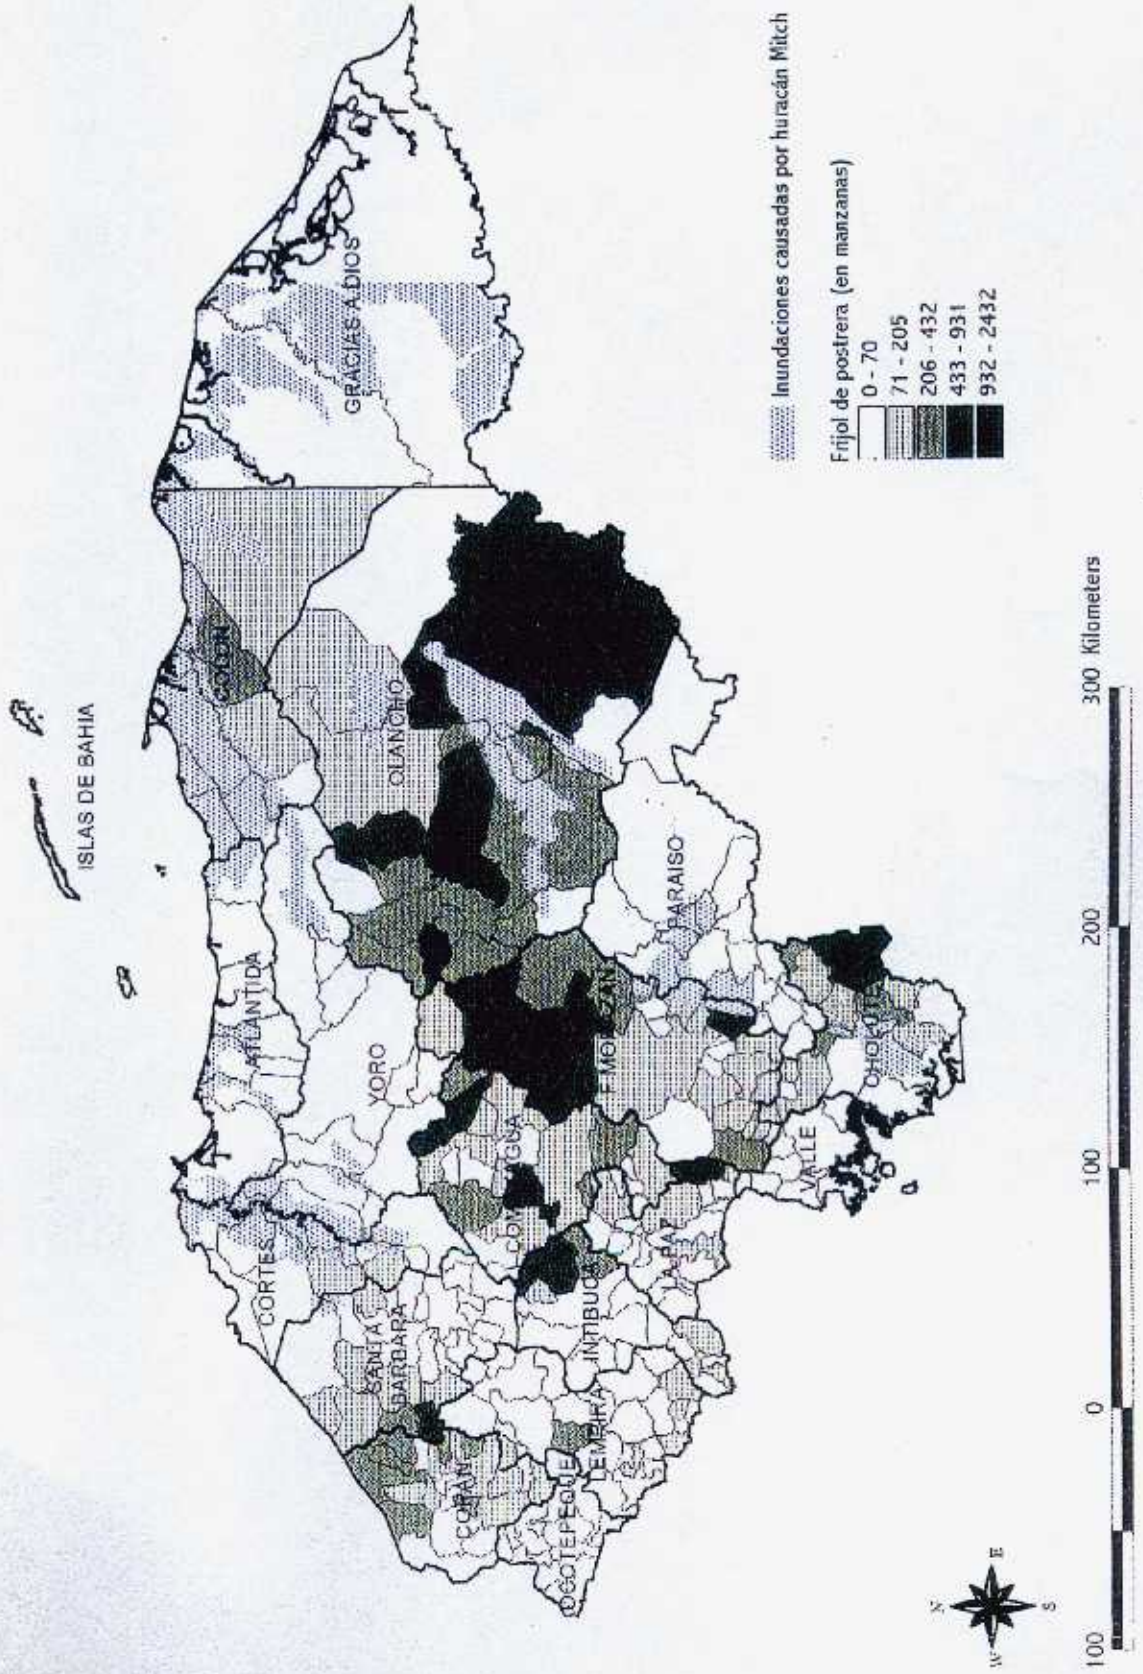 ISLAS DE BAHIA
ATLANTIDA
COLON
GRACIAS A DIOS
CORTES
YORO
OLANCHO
SANTA
BARBARA
COPAN
OCOTEPEQUE
LEMPIRA
INTIBUCA
LA PAZ
F MORAZAN
PARAISO
VALLE
CHOLUTECA
Inundaciones causadas por huracán Mitch
Frijol de postrera (en manzanas)
0 - 70
71 - 205
206 - 432
433 - 931
932 - 2432
N
W
E
S
100
0
100
200
300 Kilometers